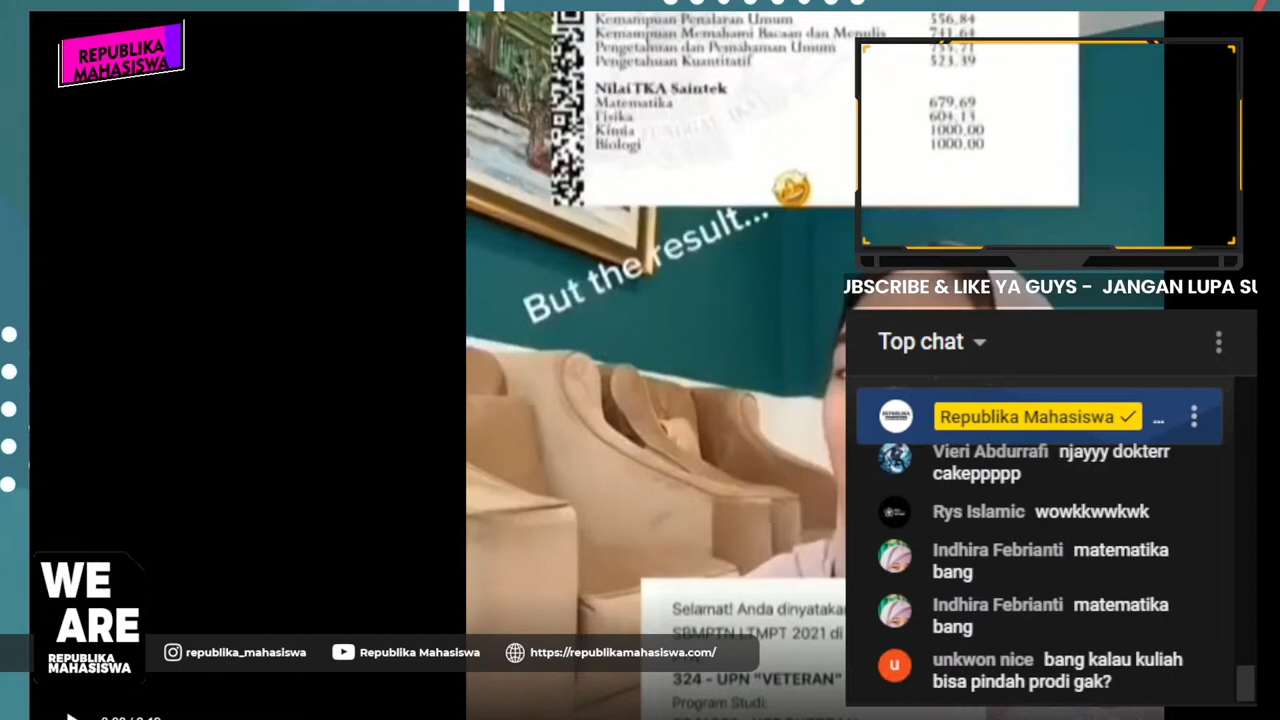 REPUBLIKA
MAHASISWA
Kemampuan Penalaran Umum 556,84
Kemampuan Memahami Bacaan dan Menulis 741,64
Pengetahuan dan Pemahaman Umum 755,71
Pengetahuan Kuantitatif 523,39
Nilai TKA Saintek
Matematika 679,69
Fisika 604,13
Kimia 1000,00
Biologi 1000,00
But the result...
UBSCRIBE & LIKE YA GUYS - JANGAN LUPA SU
Top chat
Republika Mahasiswa ...
Vieri Abdurrafi njayyy dokterr
cakeppppp
Rys Islamic wowkkwwkwk
Indhira Febrianti matematika
bang
Indhira Febrianti matematika
bang
unkwon nice bang kalau kuliah
bisa pindah prodi gak?
Selamat! Anda dinyataka
SBMPTN LTMPT 2021 di
324 - UPN "VETERAN"
Program Studi:
WE
ARE
REPUBLIKA
MAHASISWA
republika_mahasiswa
Republika Mahasiswa
https://republikamahasiswa.com/